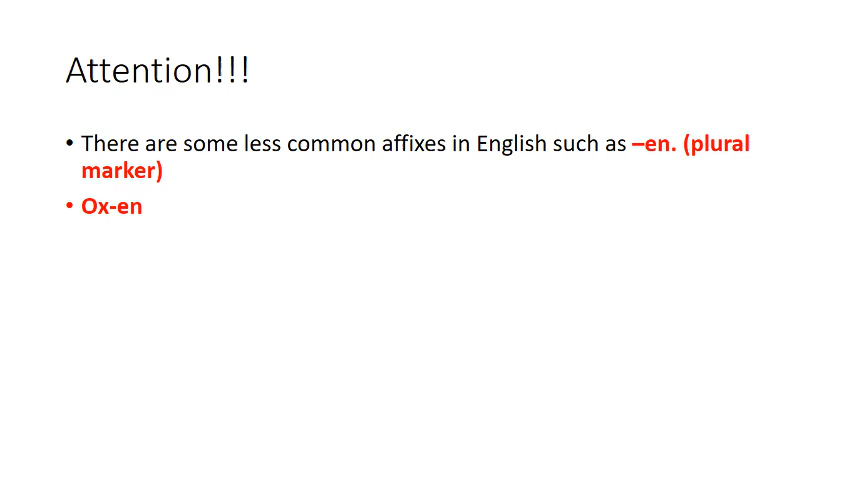 Attention!!!
• There are some less common affixes in English such as –en. (plural
marker)
• Ox-en